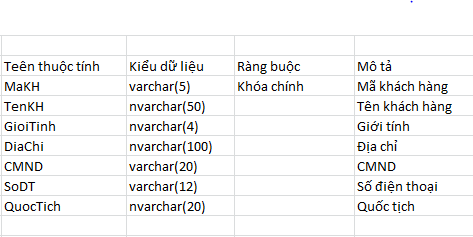 Teên thuộc tính Kiểu dữ liệu Ràng buộc Mô tả
MaKH varchar(5) Khóa chính Mã khách hàng
TenKH nvarchar(50) Tên khách hàng
GioiTinh nvarchar(4) Giới tính
DiaChi nvarchar(100) Địa chỉ
CMND varchar(20) CMND
SoDT varchar(12) Số điện thoại
QuocTich nvarchar(20) Quốc tịch